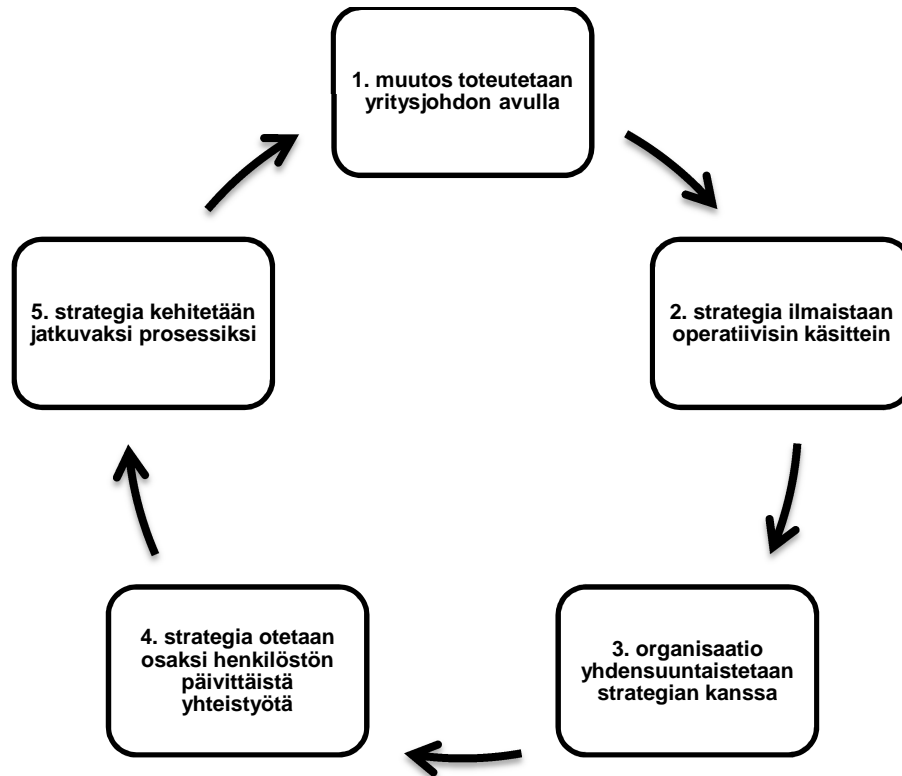 1. muutos toteutetaan
yritysjohdon avulla
2. strategia ilmaistaan
operatiivisin käsittein
3. organisaatio
yhdensuuntaistetaan
strategian kanssa
4. strategia otetaan
osaksi henkilöstön
päivittäistä
yhteistyötä
5. strategia kehitetään
jatkuvaksi prosessiksi